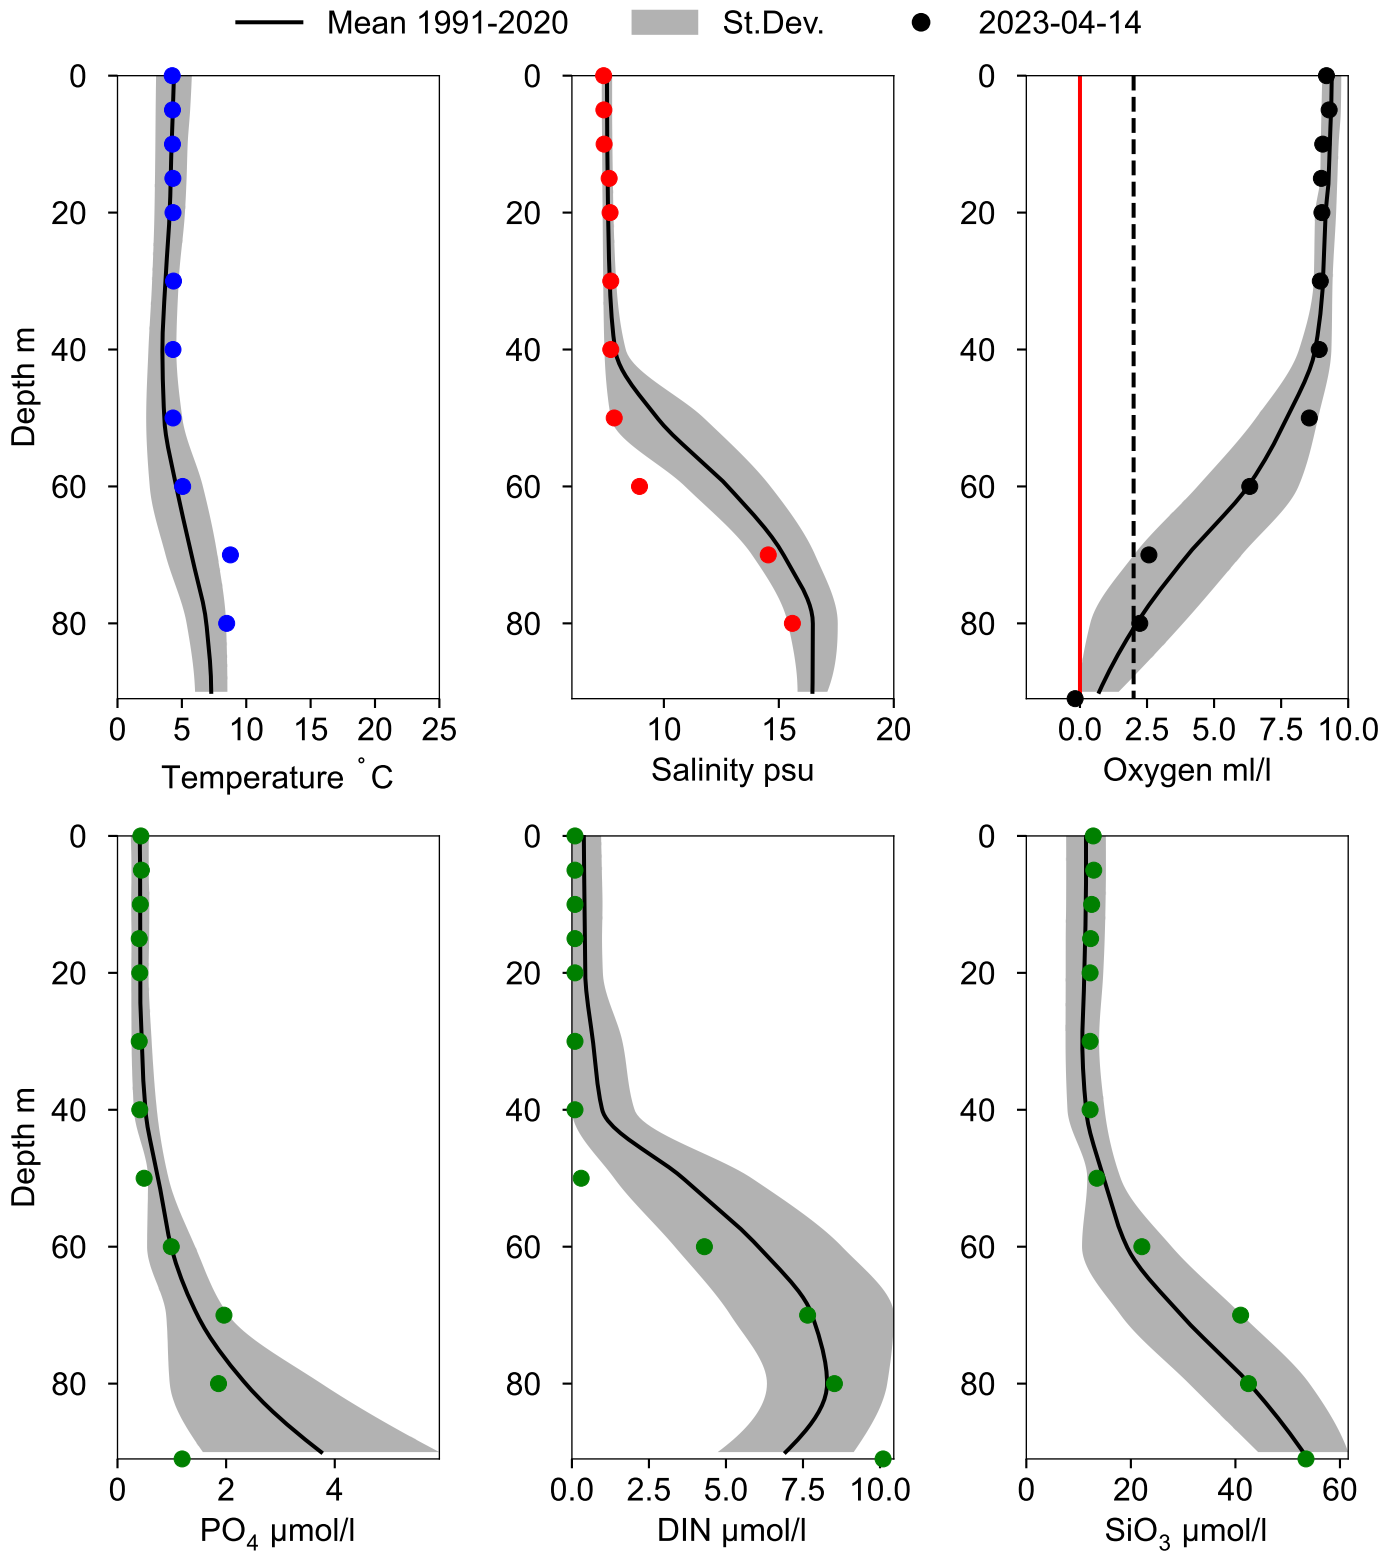 Mean 1991-2020 St.Dev. 2023-04-14
0 0 0
20 20 20
40 40 40
60 60 60
80 80 80
Depth m
0 5 10 15 20 25 10 15 20 0.0 2.5 5.0 7.5 10.0
Temperature °C Salinity psu Oxygen ml/l
0 0 0
20 20 20
40 40 40
60 60 60
80 80 80
Depth m
0 2 4 0.0 2.5 5.0 7.5 10.0 0 20 40 60
PO₄ µmol/l DIN µmol/l SiO₃ µmol/l